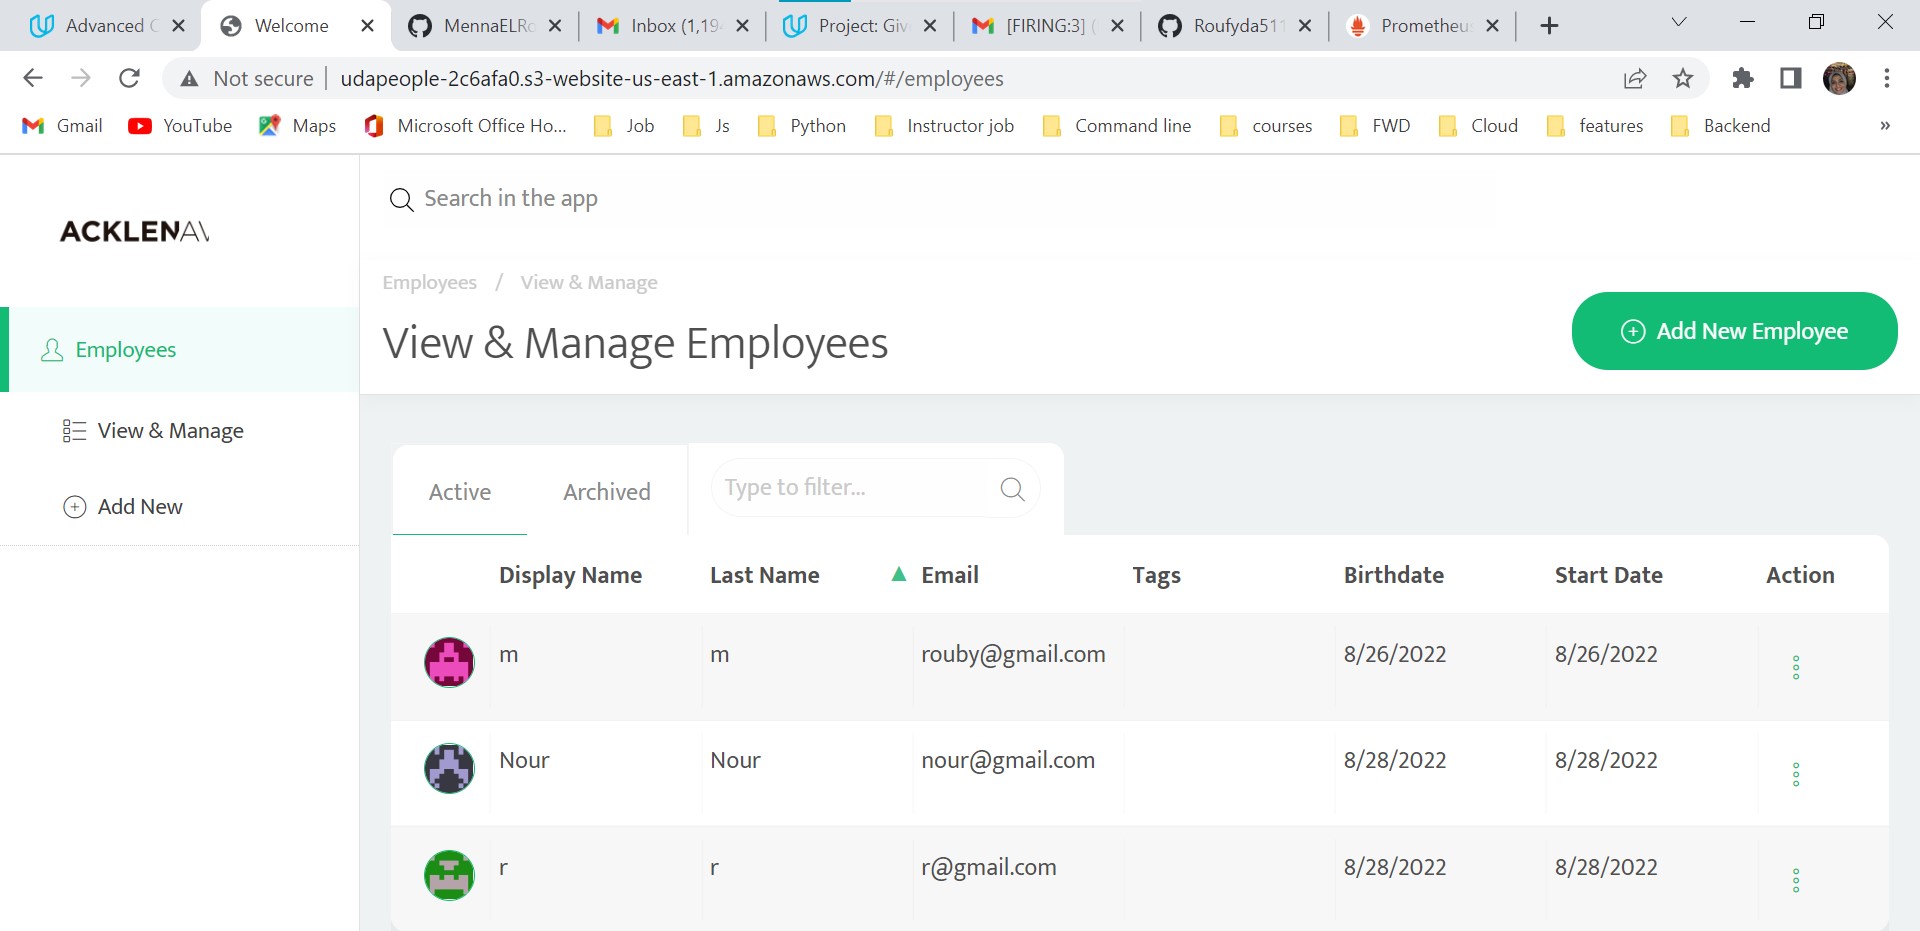 Advanced C
Welcome
MennaELRo
Inbox (1,19
Project: Giv
[FIRING:3] (
Roufyda511
Prometheus
Not secure | udapeople-2c6afa0.s3-website-us-east-1.amazonaws.com/#/employees
Gmail YouTube Maps Microsoft Office Ho... Job Js Python Instructor job Command line courses FWD Cloud features Backend »
ACKLENAV
Search in the app
Employees / View & Manage
View & Manage Employees
Add New Employee
Employees
View & Manage
Add New
Active Archived Type to filter...
Display Name Last Name ▲ Email Tags Birthdate Start Date Action
m m rouby@gmail.com 8/26/2022 8/26/2022
Nour Nour nour@gmail.com 8/28/2022 8/28/2022
r r r@gmail.com 8/28/2022 8/28/2022